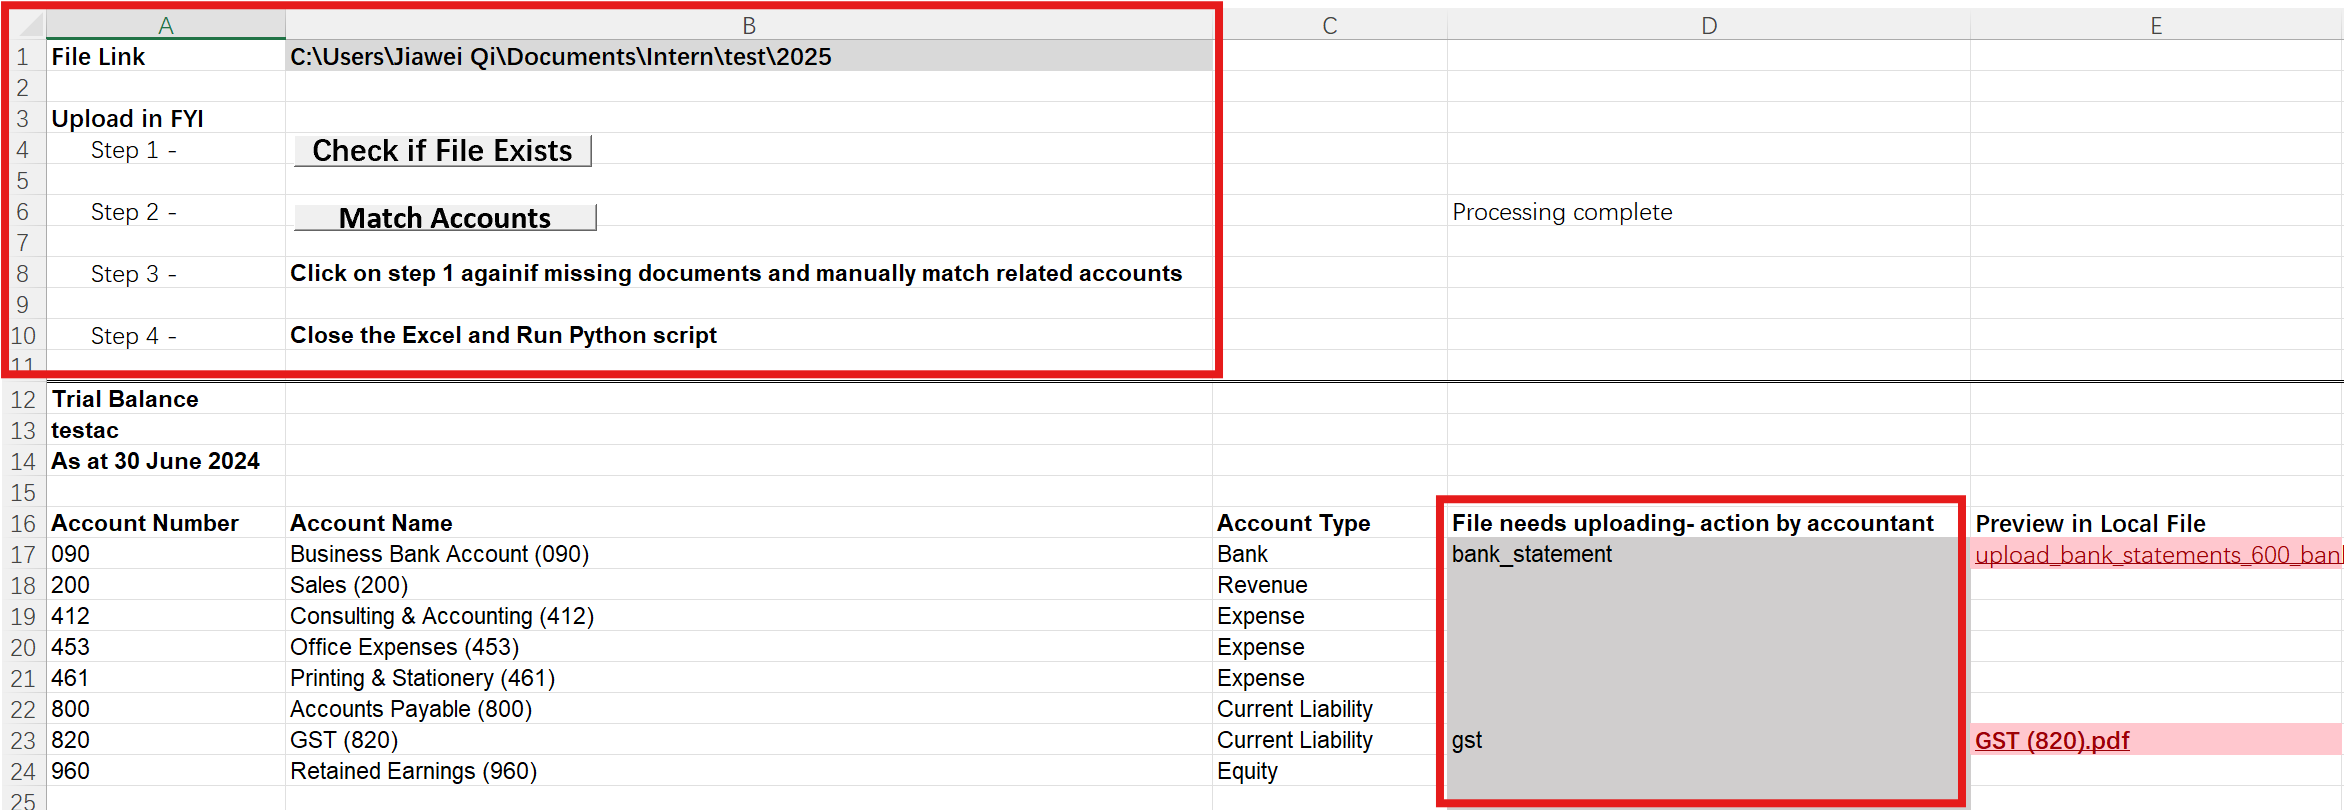 A B C D E
1 File Link C:\Users\Jiawei Qi\Documents\Intern\test\2025
2
3 Upload in FYI
4 Step 1 - Check if File Exists
5
6 Step 2 - Match Accounts Processing complete
7
8 Step 3 - Click on step 1 againif missing documents and manually match related accounts
9
10 Step 4 - Close the Excel and Run Python script
11
12 Trial Balance
13 testac
14 As at 30 June 2024
15
16 Account Number Account Name Account Type File needs uploading- action by accountant Preview in Local File
17 090 Business Bank Account (090) Bank bank_statement upload_bank_statements_600_bank
18 200 Sales (200) Revenue
19 412 Consulting & Accounting (412) Expense
20 453 Office Expenses (453) Expense
21 461 Printing & Stationery (461) Expense
22 800 Accounts Payable (800) Current Liability
23 820 GST (820) Current Liability gst GST (820).pdf
24 960 Retained Earnings (960) Equity
25